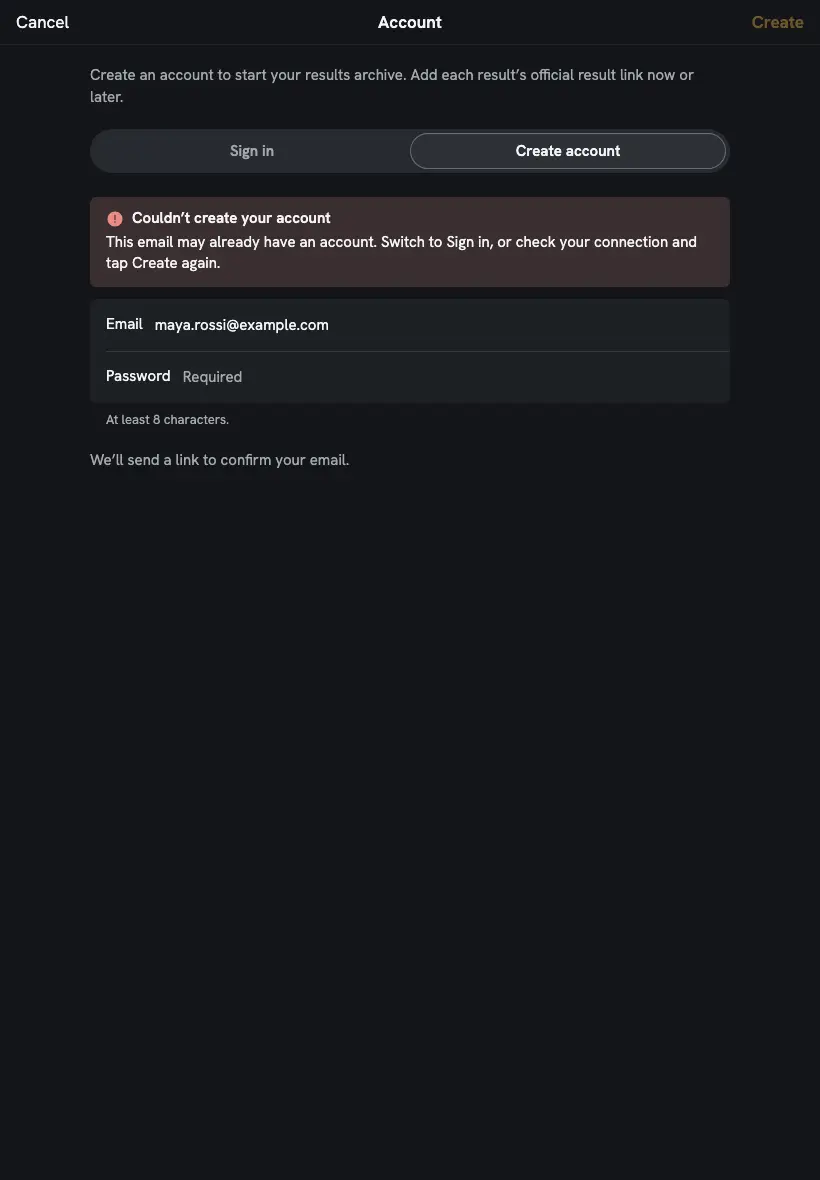 Cancel
Account
Create
Create an account to start your results archive. Add each result’s official result link now or
later.
Sign in
Create account
Couldn’t create your account
This email may already have an account. Switch to Sign in, or check your connection and
tap Create again.
Email maya.rossi@example.com
Password Required
At least 8 characters.
We’ll send a link to confirm your email.